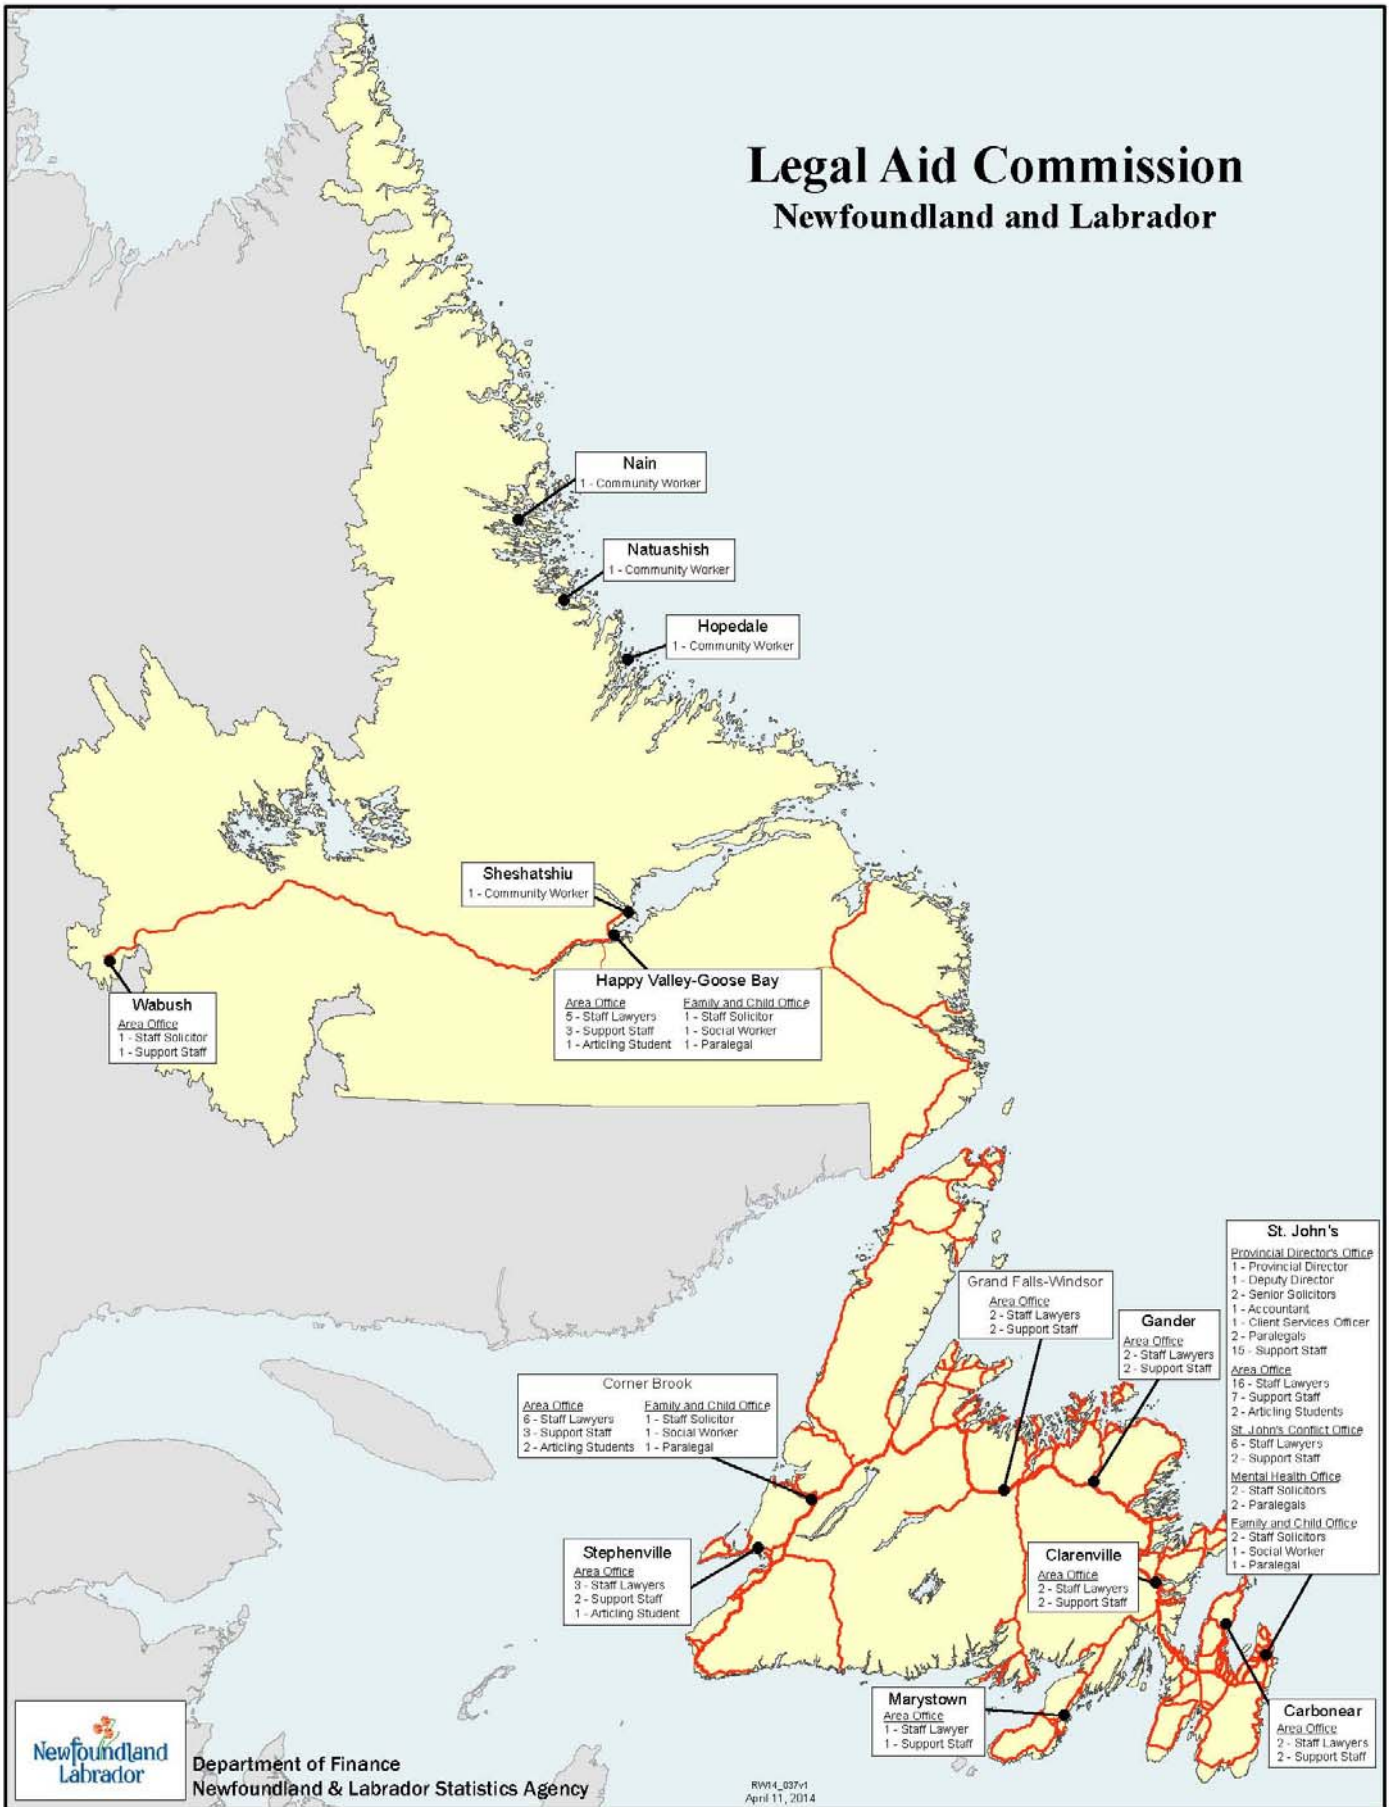 Legal Aid Commission
Newfoundland and Labrador
Nain
1 - Community Worker
Natuashish
1 - Community Worker
Hopedale
1 - Community Worker
Sheshatshiu
1 - Community Worker
Happy Valley-Goose Bay
Area Office
5 - Staff Lawyers
3 - Support Staff
1 - Articling Student
Family and Child Office
1 - Staff Solicitor
1 - Social Worker
1 - Paralegal
Wabush
Area Office
1 - Staff Solicitor
1 - Support Staff
St. John's
Provincial Director's Office
1 - Provincial Director
1 - Deputy Director
2 - Senior Solicitors
1 - Accountant
1 - Client Services Officer
2 - Paralegals
15 - Support Staff
Area Office
16 - Staff Lawyers
7 - Support Staff
2 - Articling Students
St. John's Conflict Office
6 - Staff Lawyers
2 - Support Staff
Mental Health Office
2 - Staff Solicitors
2 - Paralegals
Family and Child Office
2 - Staff Solicitors
1 - Social Worker
1 - Paralegal
Grand Falls-Windsor
Area Office
2 - Staff Lawyers
2 - Support Staff
Gander
Area Office
2 - Staff Lawyers
2 - Support Staff
Corner Brook
Area Office
6 - Staff Lawyers
3 - Support Staff
2 - Articling Students
Family and Child Office
1 - Staff Solicitor
1 - Social Worker
1 - Paralegal
Stephenville
Area Office
3 - Staff Lawyers
2 - Support Staff
1 - Articling Student
Clarenville
Area Office
2 - Staff Lawyers
2 - Support Staff
Marystown
Area Office
1 - Staff Lawyer
1 - Support Staff
Carbonear
Area Office
2 - Staff Lawyers
2 - Support Staff
Newfoundland
Labrador
Department of Finance
Newfoundland & Labrador Statistics Agency
RW14_037v1
April 11, 2014